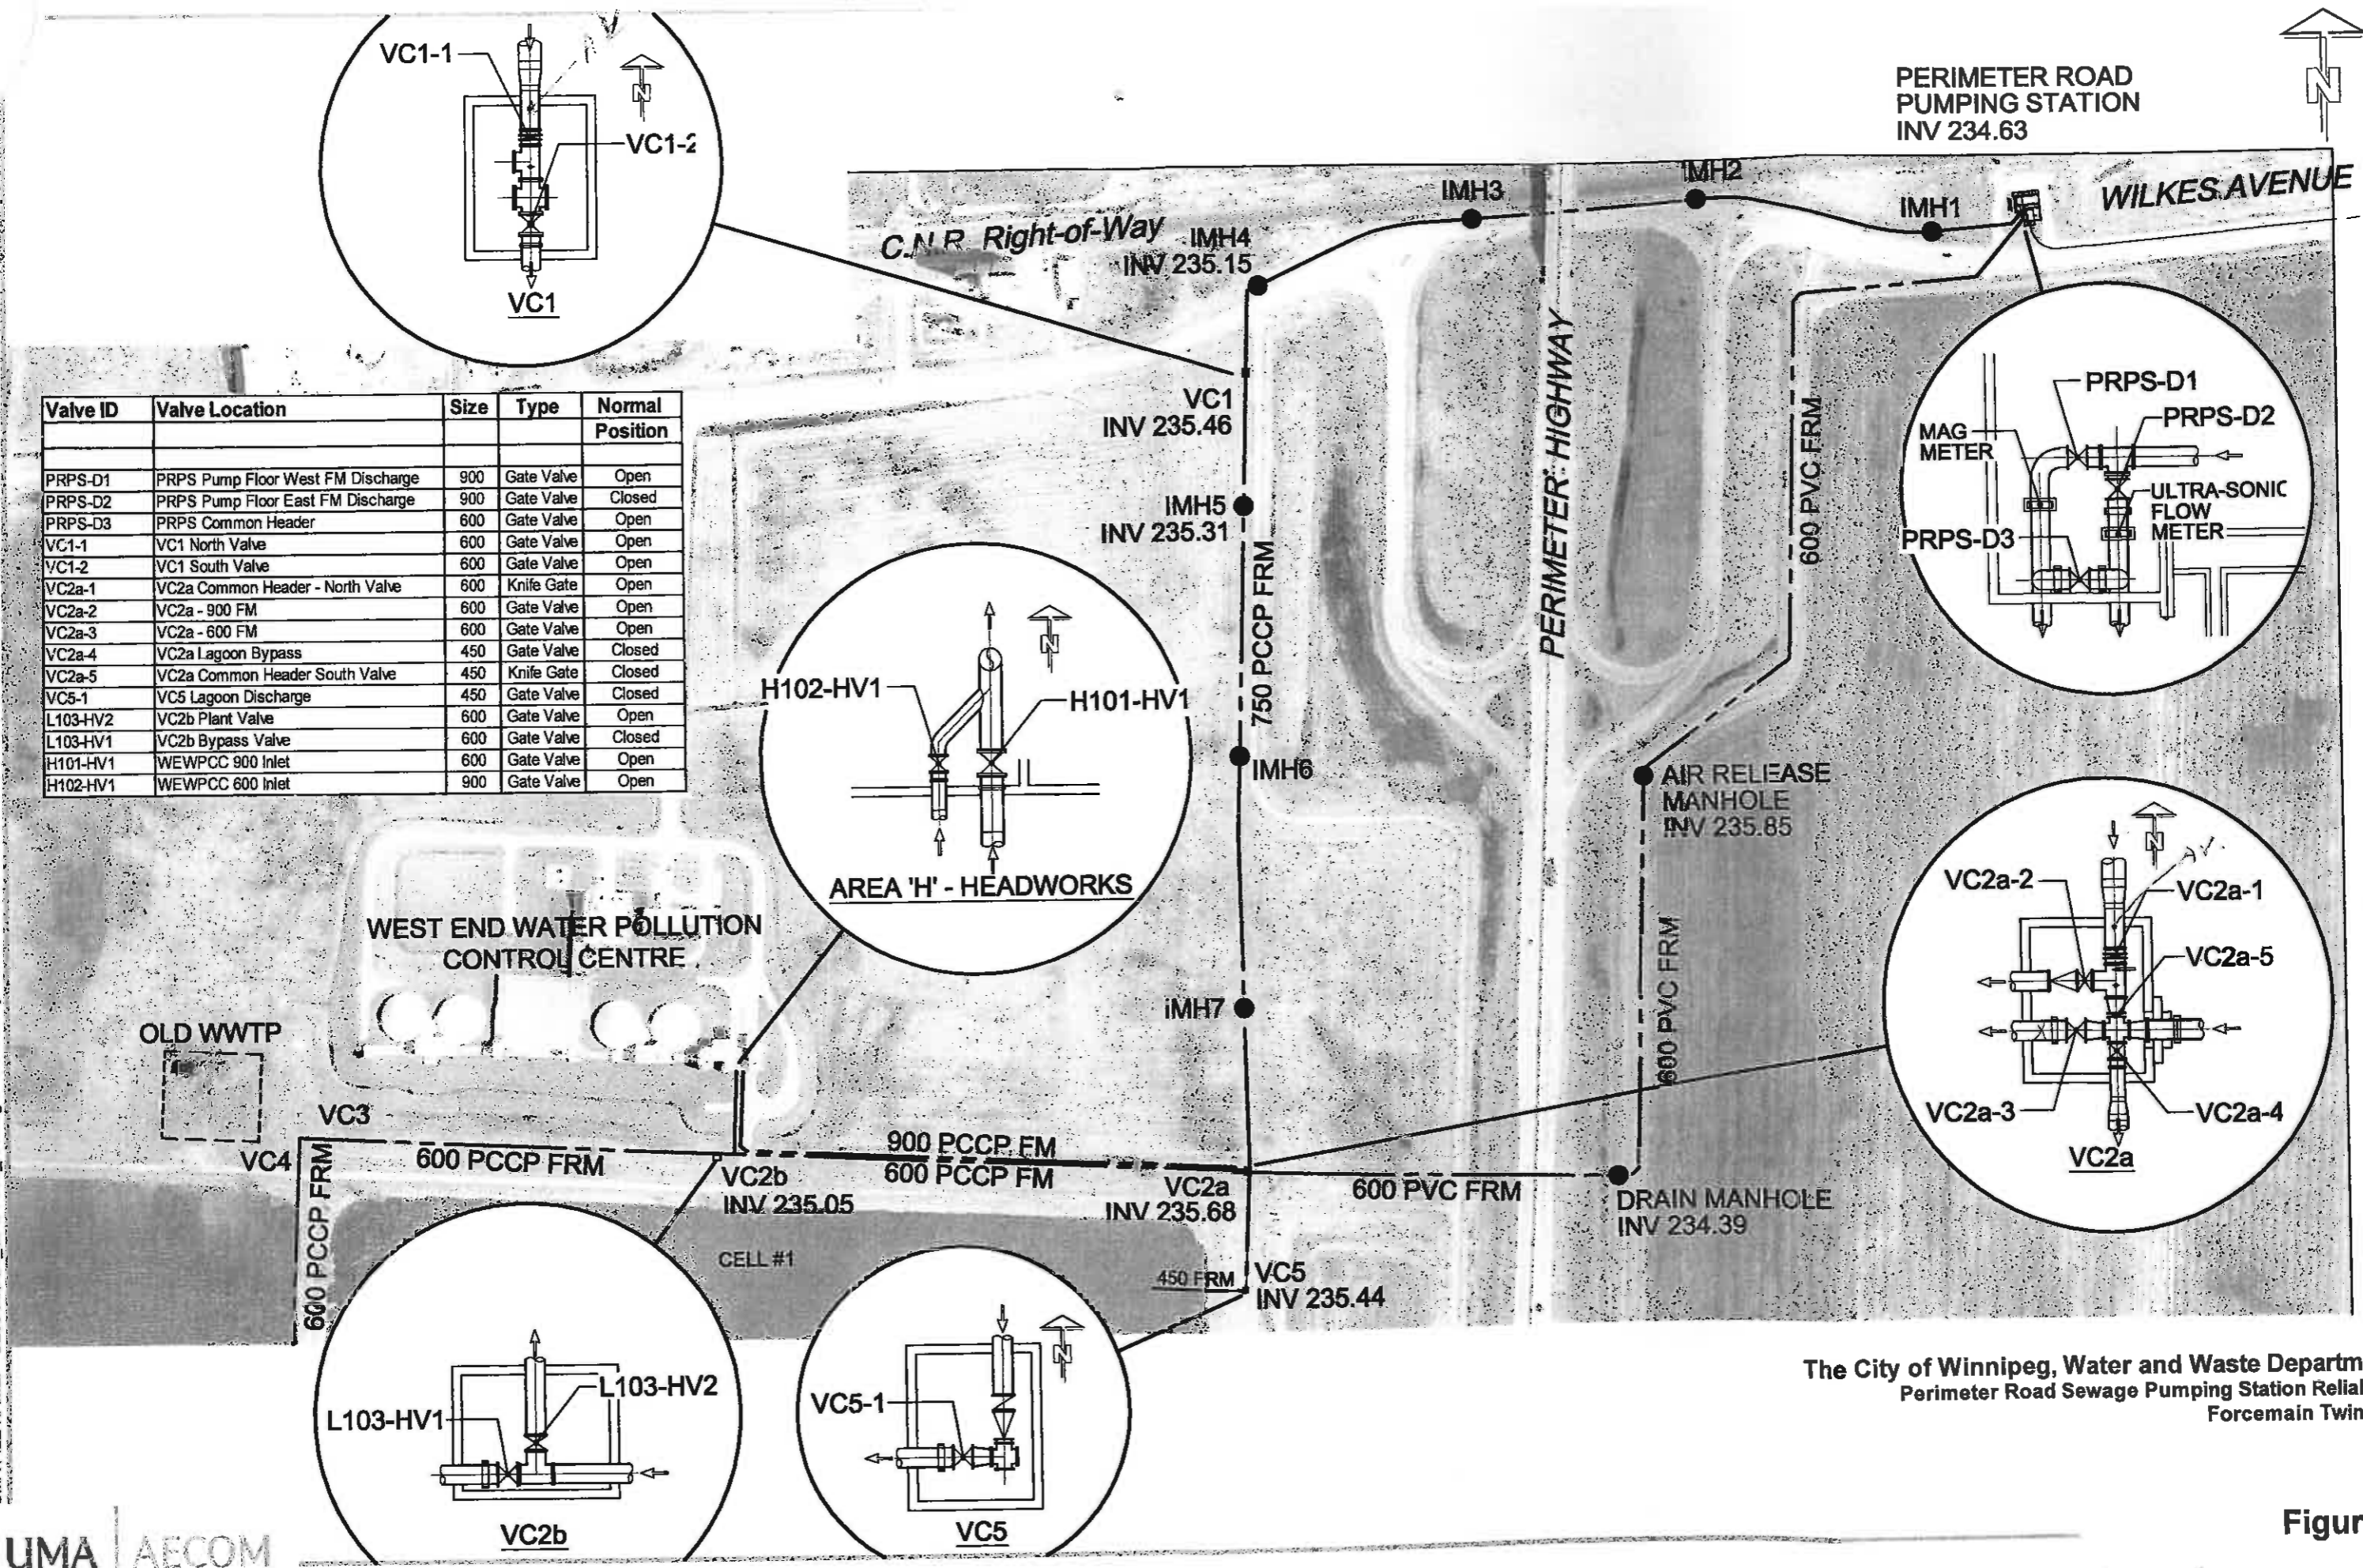 VC1-1
N
VC1-2
VC1
N
PERIMETER ROAD
PUMPING STATION
INV 234.63
WILKES AVENUE
C.N.R. Right-of-Way
IMH4
INV 235.15
IMH3
IMH2
IMH1
VC1
INV 235.46
IMH5
INV 235.31
750 PCCP FRM
IMH6
IMH7
PERIMETER HIGHWAY
600 PVC FRM
PRPS-D1
PRPS-D2
MAG
METER
ULTRA-SONIC
FLOW
METER
PRPS-D3
Valve ID Valve Location Size Type Normal
Position
PRPS-D1 PRPS Pump Floor West FM Discharge 900 Gate Valve Open
PRPS-D2 PRPS Pump Floor East FM Discharge 900 Gate Valve Closed
PRPS-D3 PRPS Common Header 600 Gate Valve Open
VC1-1 VC1 North Valve 600 Gate Valve Open
VC1-2 VC1 South Valve 600 Gate Valve Open
VC2a-1 VC2a Common Header - North Valve 600 Knife Gate Open
VC2a-2 VC2a - 900 FM 600 Gate Valve Open
VC2a-3 VC2a - 600 FM 600 Gate Valve Open
VC2a-4 VC2a Lagoon Bypass 450 Gate Valve Closed
VC2a-5 VC2a Common Header South Valve 450 Knife Gate Closed
VC5-1 VC5 Lagoon Discharge 450 Gate Valve Closed
L103-HV2 VC2b Plant Valve 600 Gate Valve Open
L103-HV1 VC2b Bypass Valve 600 Gate Valve Closed
H101-HV1 WEWPCC 900 Inlet 600 Gate Valve Open
H102-HV1 WEWPCC 600 Inlet 900 Gate Valve Open
N
H102-HV1
H101-HV1
AREA 'H' - HEADWORKS
AIR RELEASE
MANHOLE
INV 235.85
600 PVC FRM
N
AV.
VC2a-2
VC2a-1
VC2a-5
VC2a-3
VC2a-4
VC2a
WEST END WATER POLLUTION
CONTROL CENTRE
OLD WWTP
VC3
VC4
600 PCCP FRM
600 PCCP FRM
VC2b
INV 235.05
900 PCCP FM
600 PCCP FM
VC2a
INV 235.68
600 PVC FRM
DRAIN MANHOLE
INV 234.39
CELL #1
450 FRM
VC5
INV 235.44
L103-HV2
L103-HV1
VC2b
VC5-1
N
VC5
The City of Winnipeg, Water and Waste Departm
Perimeter Road Sewage Pumping Station Relial
Forcemain Twin
Figur
UMA | AECOM